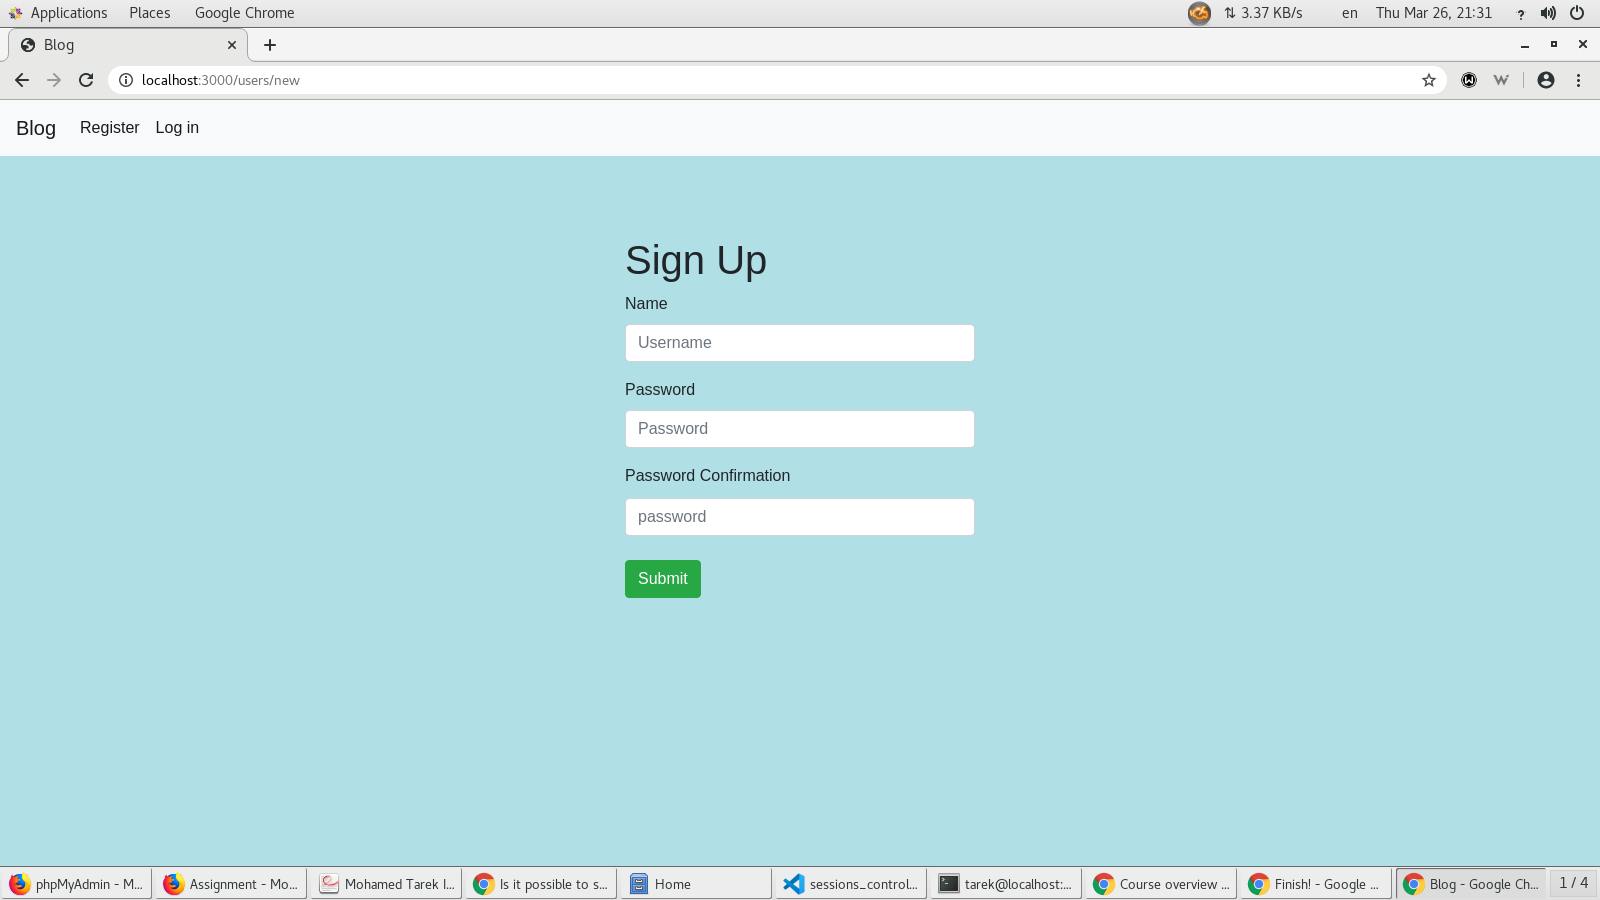 Applications Places Google Chrome 3.37 KB/s en Thu Mar 26, 21:31
Blog
localhost:3000/users/new
Blog Register Log in
Sign Up
Name
Username
Password
Password
Password Confirmation
password
Submit
phpMyAdmin - M... Assignment - Mo... Mohamed Tarek I... Is it possible to s... Home sessions_control... tarek@localhost:... Course overview ... Finish! - Google ... Blog - Google Ch... 1 / 4